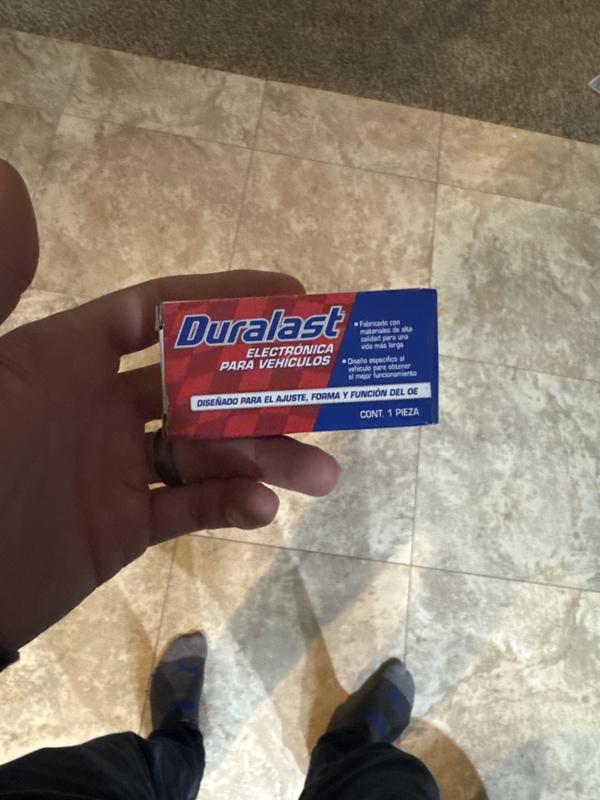 Duralast
ELECTRÓNICA
PARA VEHÍCULOS
• Fabricado con
materiales de alta
calidad para una
vida más larga
• Diseño específico al
vehículo para obtener
el mejor funcionamiento
DISEÑADO PARA EL AJUSTE, FORMA Y FUNCIÓN DEL OE
CONT. 1 PIEZA